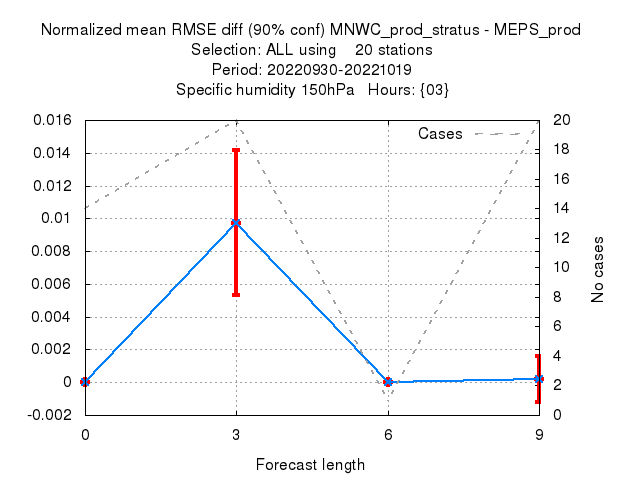 Normalized mean RMSE diff (90% conf) MNWC_prod_stratus - MEPS_prod
Selection: ALL using 20 stations
Period: 20220930-20221019
Specific humidity 150hPa Hours: {03}
0.016
0.014
0.012
0.01
0.008
0.006
0.004
0.002
0
-0.002
Cases
20
18
16
14
12
10
8
6
4
2
0
No cases
0 3 6 9
Forecast length